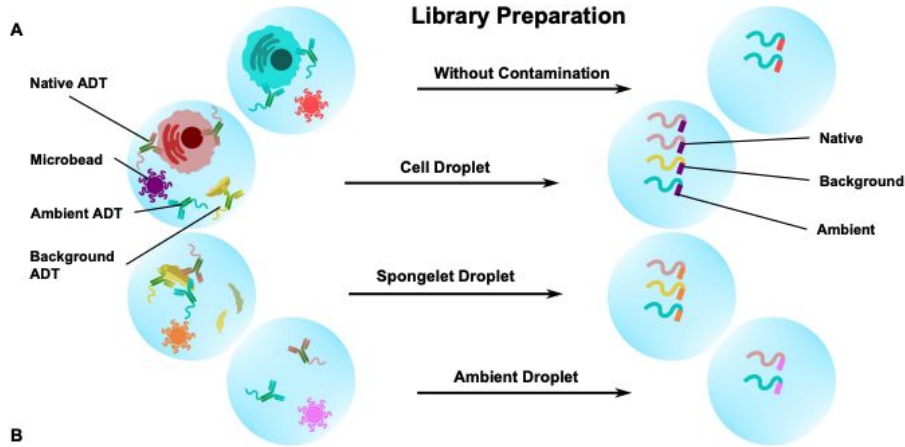 Library Preparation
A
Without Contamination
Native ADT
Microbead
Cell Droplet
Native
Background
Ambient ADT
Ambient
Background
ADT
Spongelet Droplet
Ambient Droplet
B